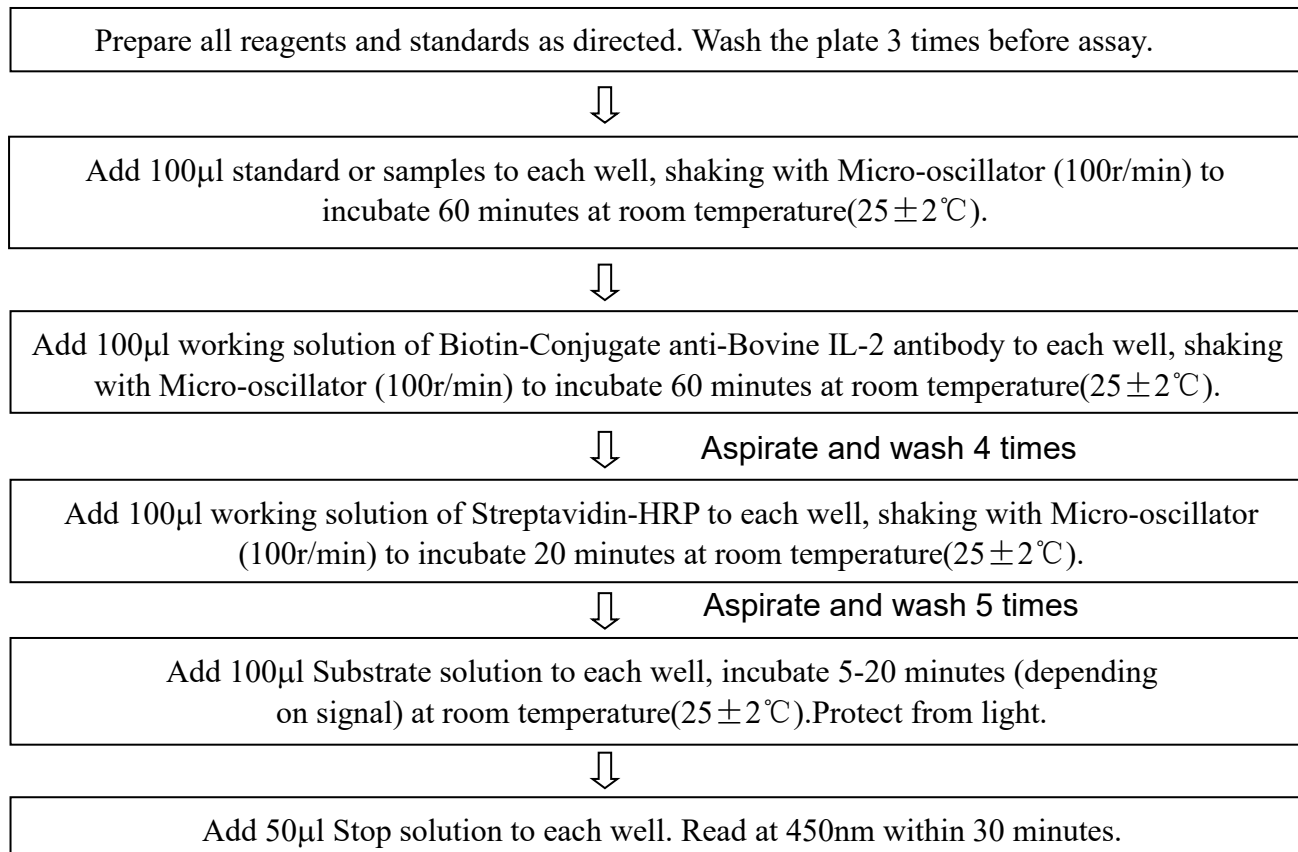 Prepare all reagents and standards as directed. Wash the plate 3 times before assay.
Add 100μl standard or samples to each well, shaking with Micro-oscillator (100r/min) to
incubate 60 minutes at room temperature(25±2℃).
Add 100μl working solution of Biotin-Conjugate anti-Bovine IL-2 antibody to each well, shaking
with Micro-oscillator (100r/min) to incubate 60 minutes at room temperature(25±2℃).
Aspirate and wash 4 times
Add 100μl working solution of Streptavidin-HRP to each well, shaking with Micro-oscillator
(100r/min) to incubate 20 minutes at room temperature(25±2℃).
Aspirate and wash 5 times
Add 100μl Substrate solution to each well, incubate 5-20 minutes (depending
on signal) at room temperature(25±2℃).Protect from light.
Add 50μl Stop solution to each well. Read at 450nm within 30 minutes.